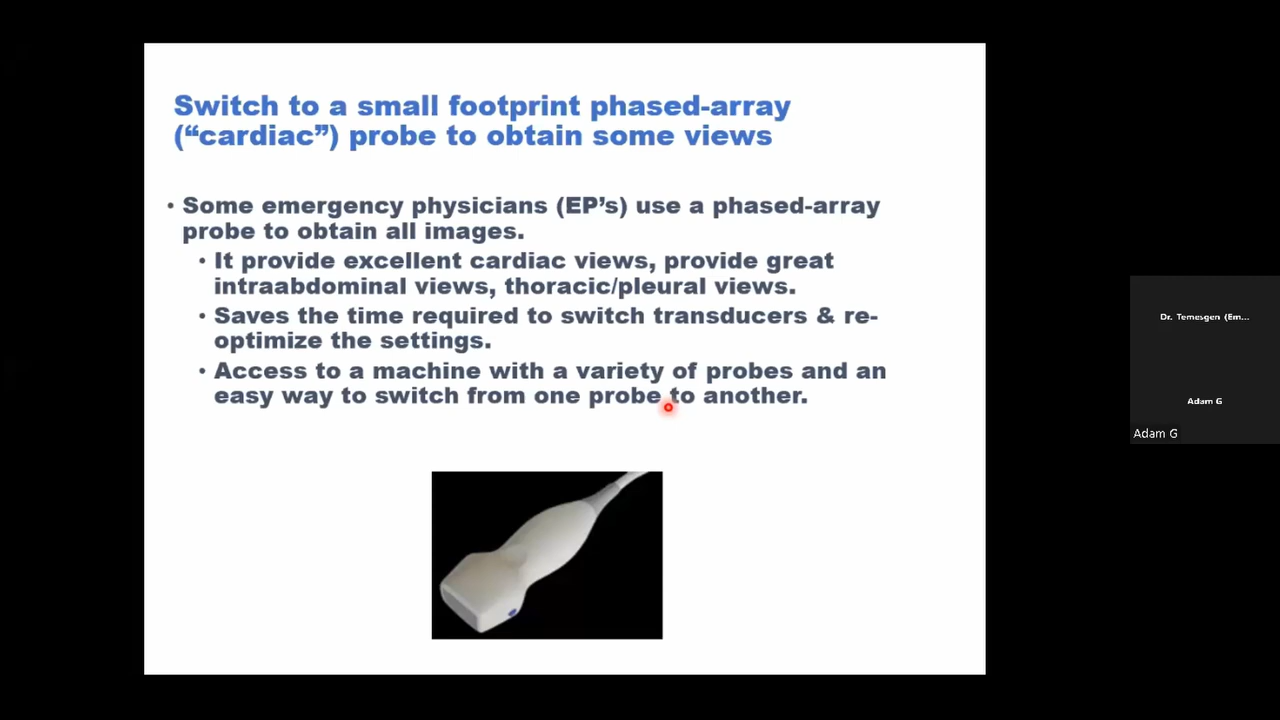 Switch to a small footprint phased-array
(“cardiac”) probe to obtain some views
• Some emergency physicians (EP’s) use a phased-array
probe to obtain all images.
• It provide excellent cardiac views, provide great
intraabdominal views, thoracic/pleural views.
• Saves the time required to switch transducers & re-
optimize the settings.
• Access to a machine with a variety of probes and an
easy way to switch from one probe to another.
Dr. Temesgen (Em...
Adam G
Adam G